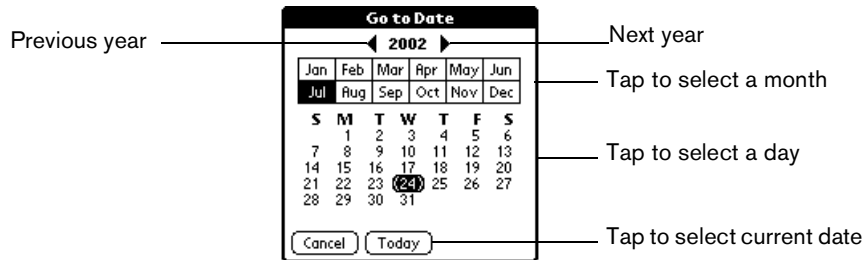 Go to Date
Previous year 2002 Next year
Jan Feb Mar Apr May Jun
Tap to select a month
Jul Aug Sep Oct Nov Dec
S M T W T F S
1 2 3 4 5 6
7 8 9 10 11 12 13
Tap to select a day
14 15 16 17 18 19 20
21 22 23 24 25 26 27
28 29 30 31
Cancel Today Tap to select current date